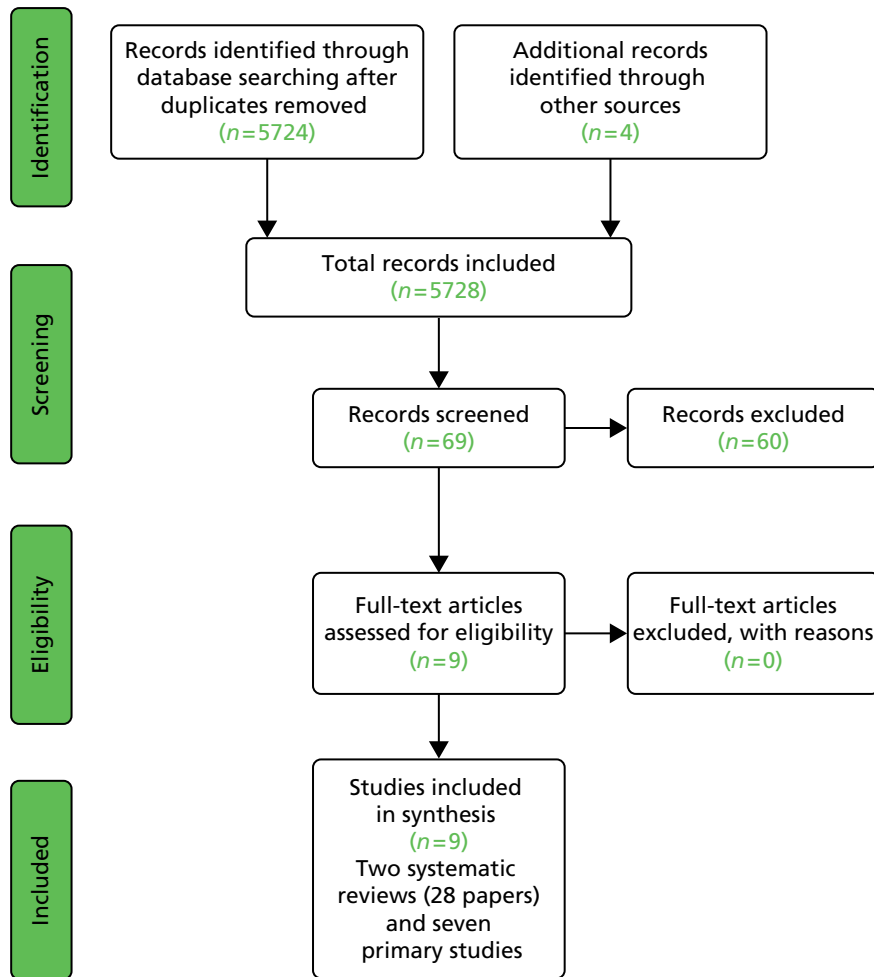 Identification
Records identified through
database searching after
duplicates removed
(n=5724)
Additional records
identified through
other sources
(n=4)
Total records included
(n=5728)
Screening
Records screened
(n=69)
Records excluded
(n=60)
Eligibility
Full-text articles
assessed for eligibility
(n=9)
Full-text articles
excluded, with reasons
(n=0)
Included
Studies included
in synthesis
(n=9)
Two systematic
reviews (28 papers)
and seven
primary studies